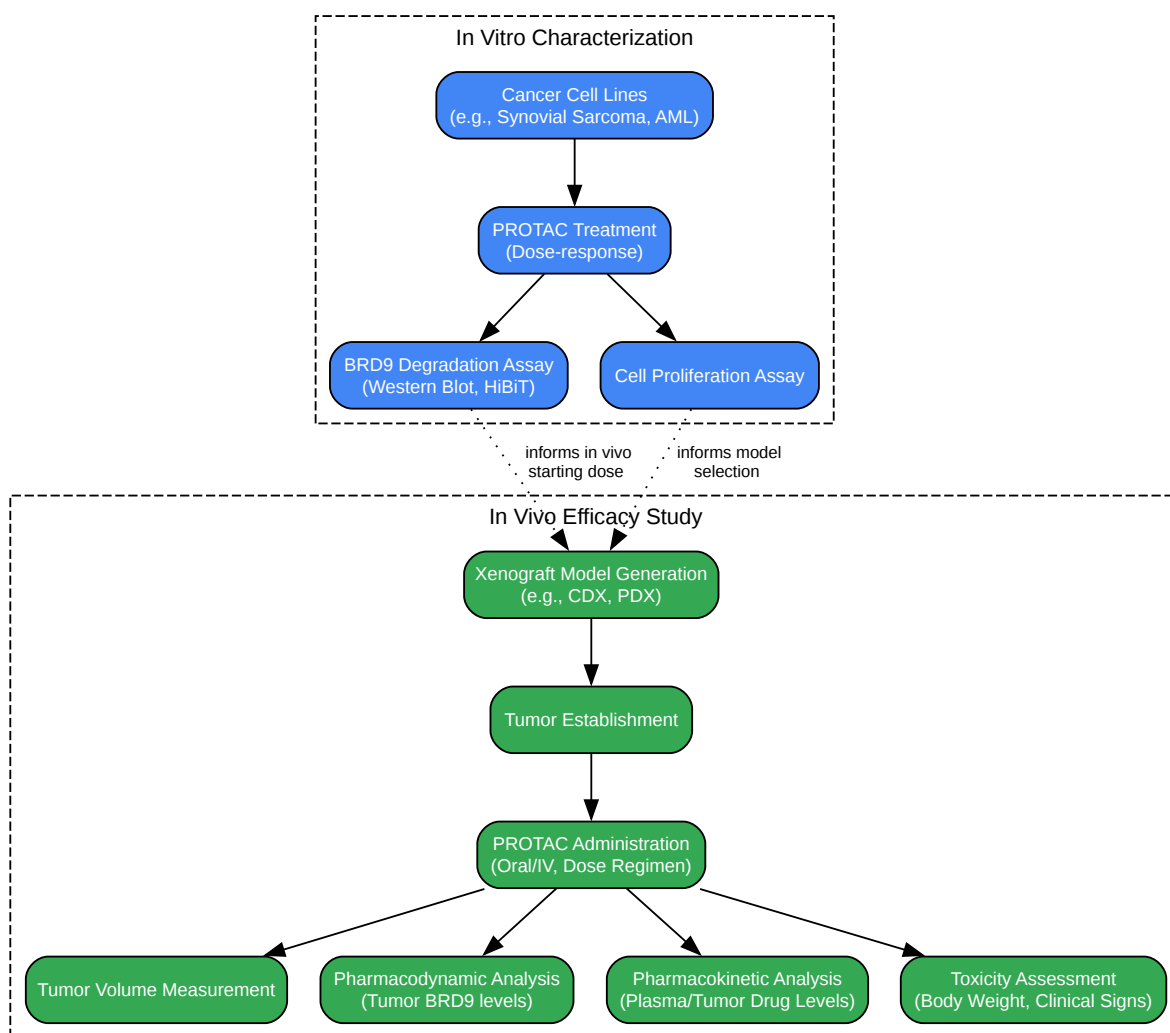 In Vitro Characterization
Cancer Cell Lines
(e.g., Synovial Sarcoma, AML)
PROTAC Treatment
(Dose-response)
BRD9 Degradation Assay
(Western Blot, HiBiT)
Cell Proliferation Assay
informs in vivo
starting dose
informs model
selection
In Vivo Efficacy Study
Xenograft Model Generation
(e.g., CDX, PDX)
Tumor Establishment
PROTAC Administration
(Oral/IV, Dose Regimen)
Tumor Volume Measurement
Pharmacodynamic Analysis
(Tumor BRD9 levels)
Pharmacokinetic Analysis
(Plasma/Tumor Drug Levels)
Toxicity Assessment
(Body Weight, Clinical Signs)